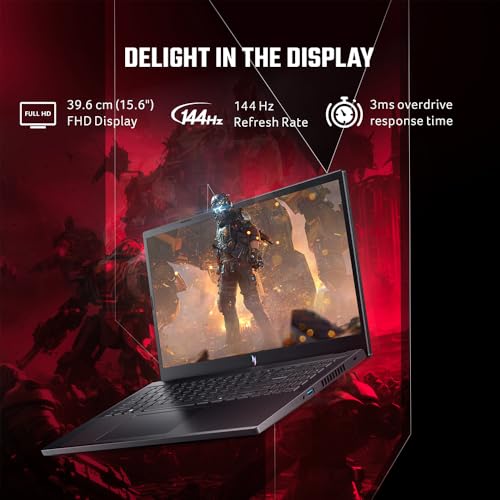 DELIGHT IN THE DISPLAY
FULL HD
39.6 cm (15.6")
FHD Display
144Hz
144 Hz
Refresh Rate
3ms overdrive
response time